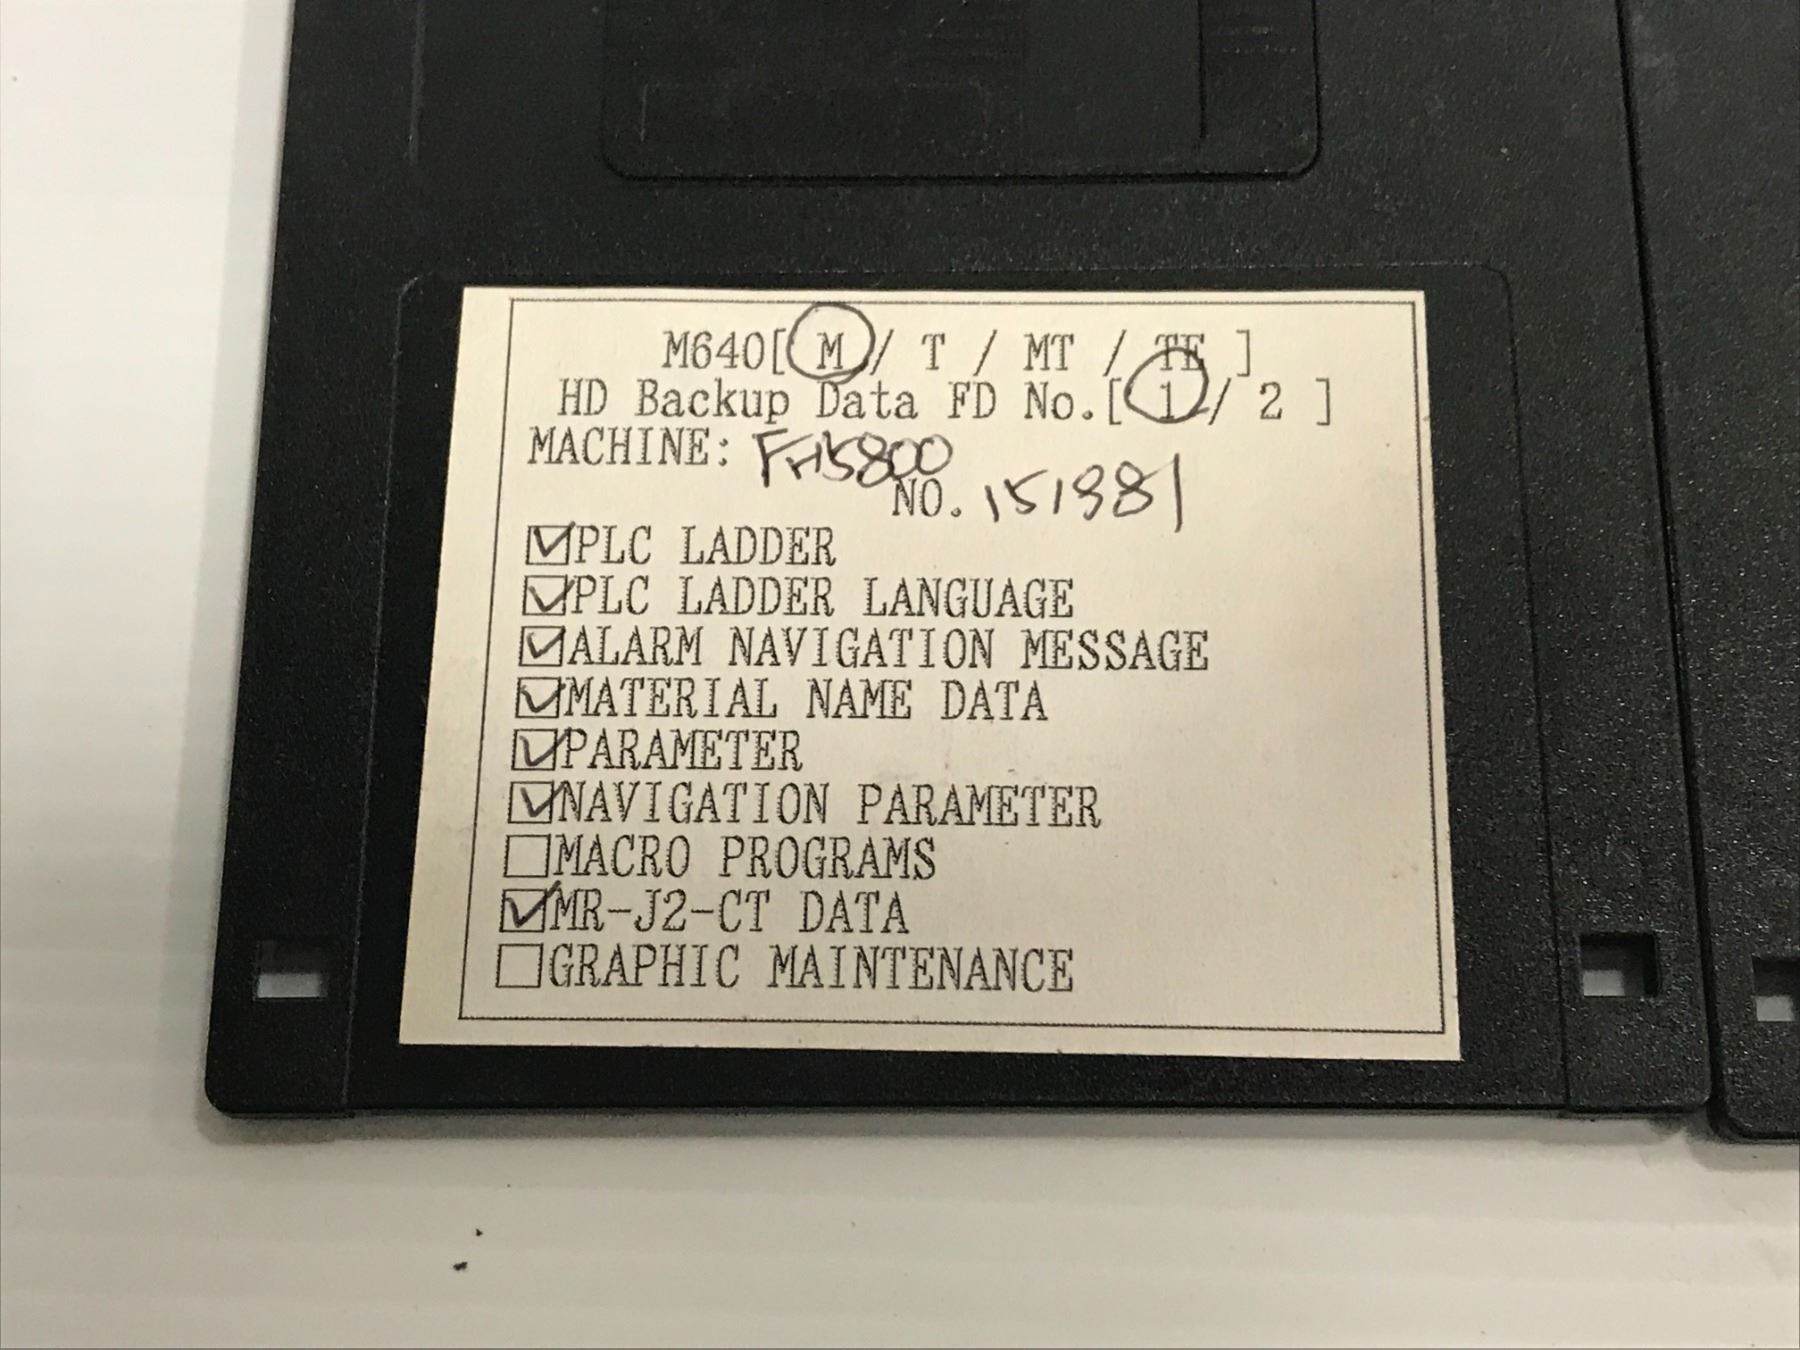 M640[ M / T / MT / TE ]
HD Backup Data FD No.[ 1 / 2 ]
MACHINE: FH5800
NO. 151981
☑PLC LADDER
☑PLC LADDER LANGUAGE
☑ALARM NAVIGATION MESSAGE
☑MATERIAL NAME DATA
☑PARAMETER
☑NAVIGATION PARAMETER
☐MACRO PROGRAMS
☑MR-J2-CT DATA
☐GRAPHIC MAINTENANCE